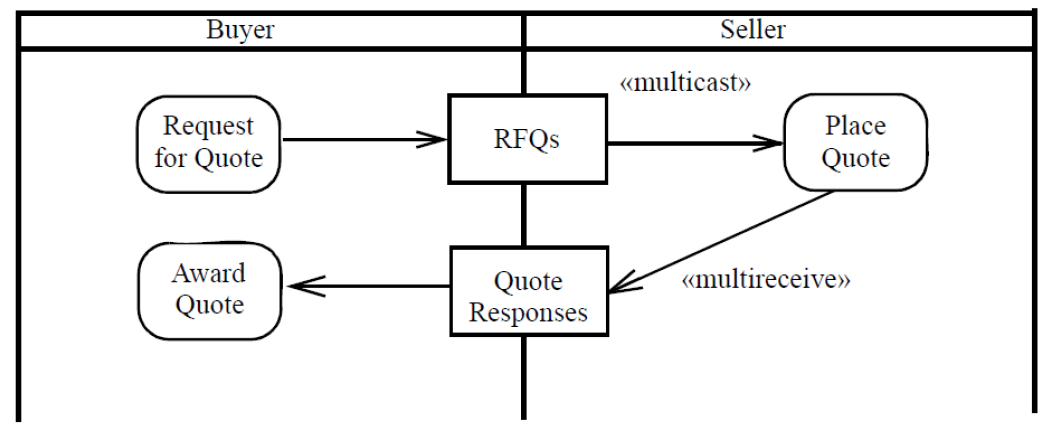 Buyer
Seller
«multicast»
Request
for Quote
RFQs
Place
Quote
Award
Quote
Quote
Responses
«multireceive»